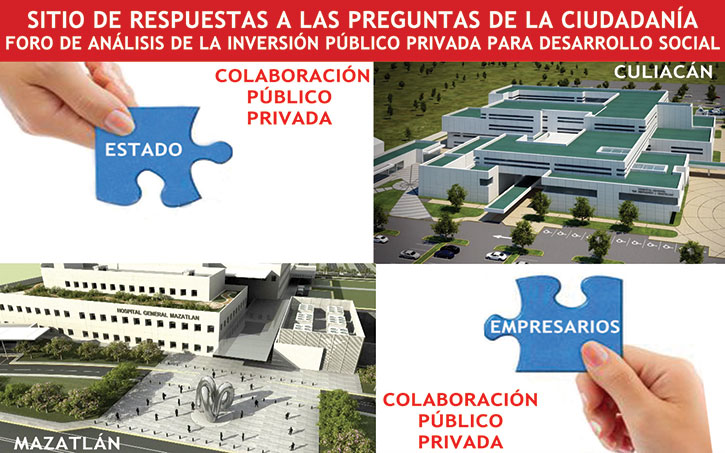 SITIO DE RESPUESTAS A LAS PREGUNTAS DE LA CIUDADANÍA
FORO DE ANÁLISIS DE LA INVERSIÓN PÚBLICO PRIVADA PARA DESARROLLO SOCIAL
COLABORACIÓN
PÚBLICO
PRIVADA
ESTADO
CULIACÁN
HOSPITAL GENERAL MAZATLAN
MAZATLÁN
EMPRESARIOS
COLABORACIÓN
PÚBLICO
PRIVADA